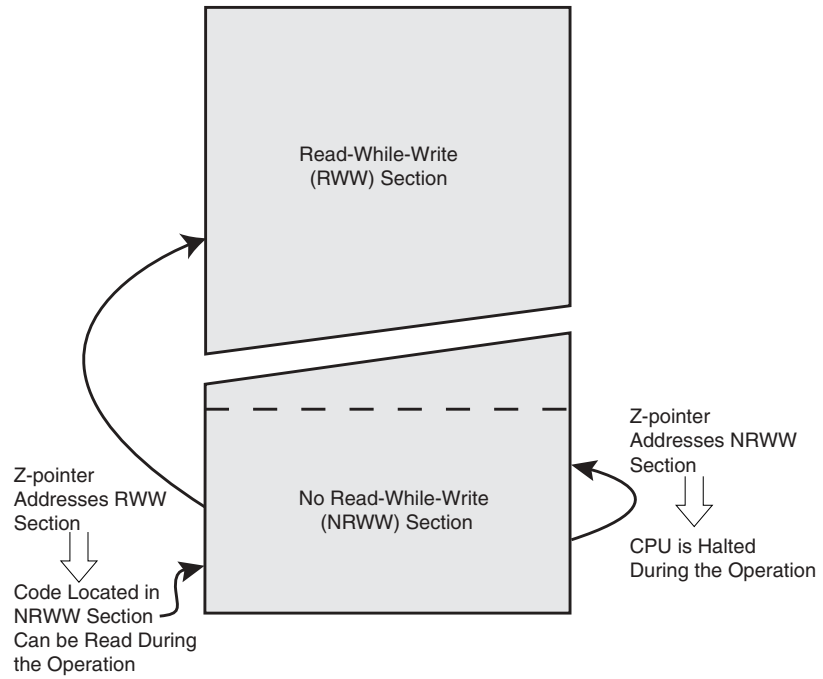 Read-While-Write
(RWW) Section
Z-pointer
Addresses NRWW
Section
Z-pointer
Addresses RWW
Section
No Read-While-Write
(NRWW) Section
CPU is Halted
During the Operation
Code Located in
NRWW Section
Can be Read During
the Operation